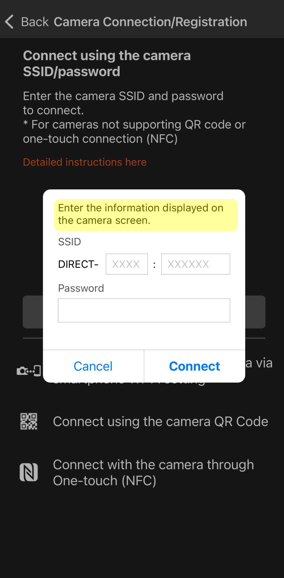 Back Camera Connection/Registration
Connect using the camera
SSID/password
Enter the camera SSID and password
to connect.
* For cameras not supporting QR code or
one-touch connection (NFC)
Detailed instructions here
Enter the information displayed on
the camera screen.
SSID
DIRECT- XXXX : XXXXXX
Password
Cancel Connect
a via
Connect using the camera QR Code
Connect with the camera through
One-touch (NFC)